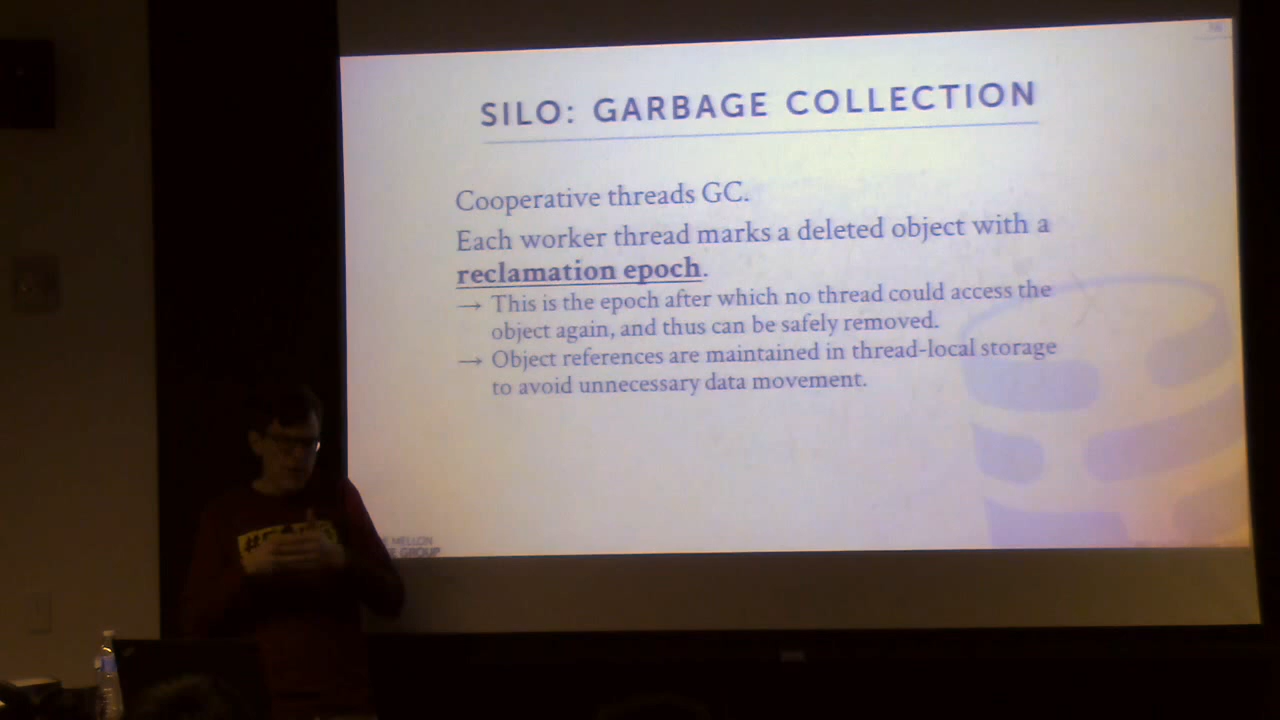 SILO: GARBAGE COLLECTION
Cooperative threads GC.
Each worker thread marks a deleted object with a
reclamation epoch.
→ This is the epoch after which no thread could access the
object again, and thus can be safely removed.
→ Object references are maintained in thread-local storage
to avoid unnecessary data movement.
MELLON
GROUP